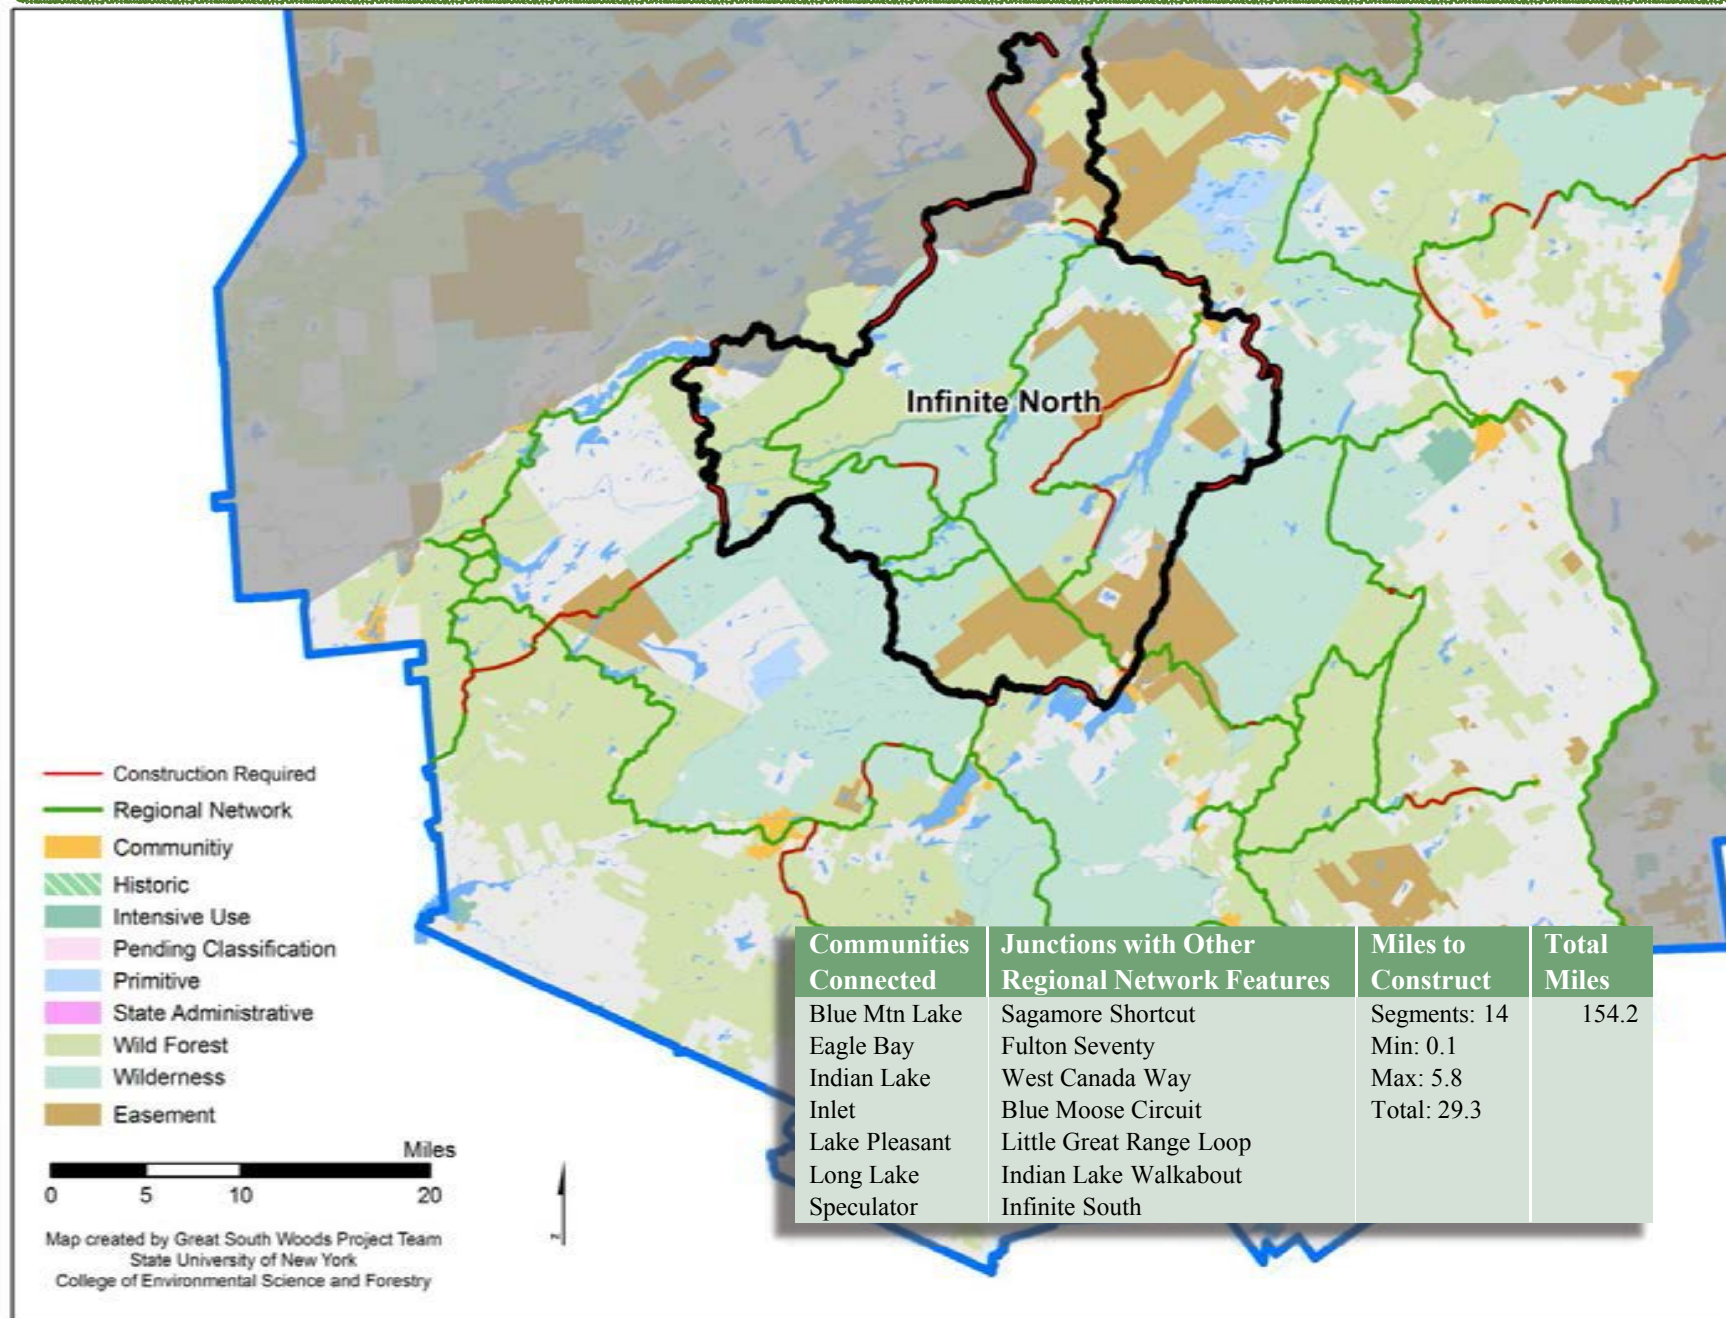 Infinite North
Construction Required
Regional Network
Communitiy
Historic
Intensive Use
Pending Classification
Primitive
State Administrative
Wild Forest
Wilderness
Easement
Miles
0 5 10 20
Map created by Great South Woods Project Team
State University of New York
College of Environmental Science and Forestry
Communities Connected | Junctions with Other Regional Network Features | Miles to Construct | Total Miles
Blue Mtn Lake | Sagamore Shortcut | Segments: 14 | 154.2
Eagle Bay | Fulton Seventy | Min: 0.1
Indian Lake | West Canada Way | Max: 5.8
Inlet | Blue Moose Circuit | Total: 29.3
Lake Pleasant | Little Great Range Loop
Long Lake | Indian Lake Walkabout
Speculator | Infinite South